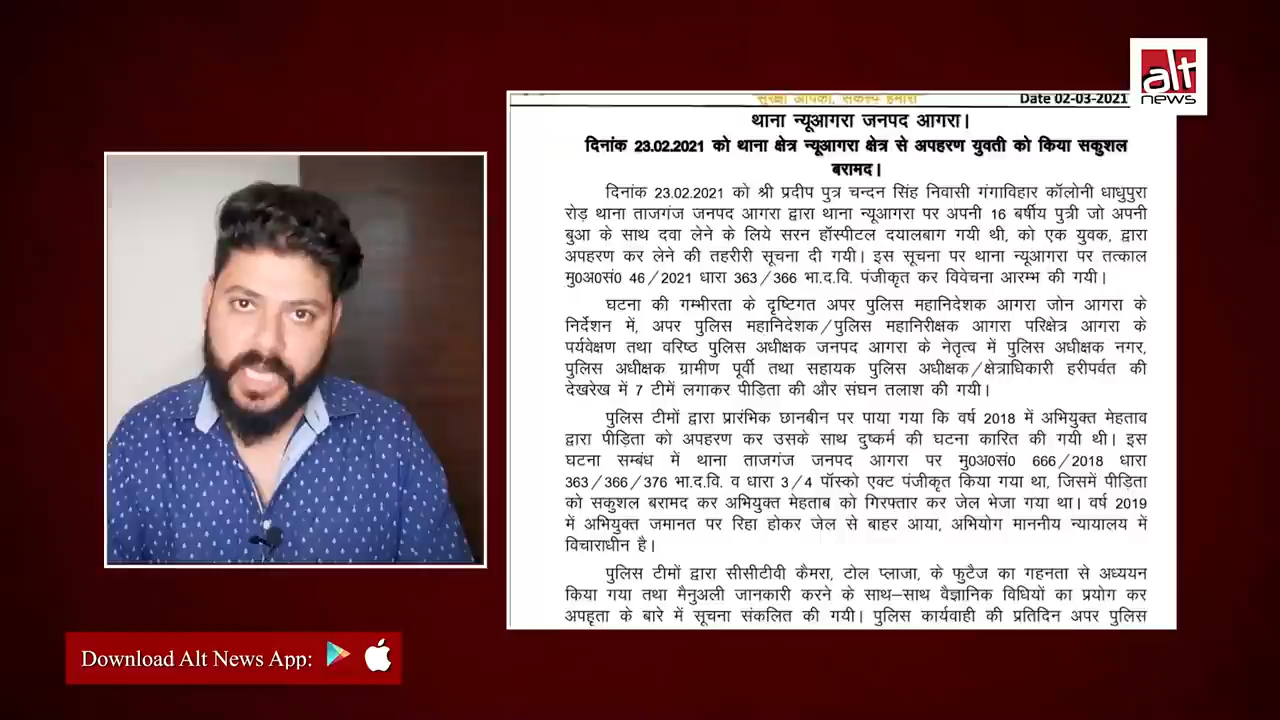 alt
news
सुरक्षा आपकी, संकल्प हमारा
Date 02-03-2021
थाना न्यूआगरा जनपद आगरा।
दिनांक 23.02.2021 को थाना क्षेत्र न्यूआगरा क्षेत्र से अपहरण युवती को किया सकुशल
बरामद।
दिनांक 23.02.2021 को श्री प्रदीप पुत्र चन्दन सिंह निवासी गंगाविहार कॉलोनी धाधुपुरा
रोड़ थाना ताजगंज जनपद आगरा द्वारा थाना न्यूआगरा पर अपनी 16 बर्षीय पुत्री जो अपनी
बुआ के साथ दवा लेने के लिये सरन हॉस्पीटल दयालबाग गयी थी, को एक युवक, द्वारा
अपहरण कर लेने की तहरीरी सूचना दी गयी। इस सूचना पर थाना न्यूआगरा पर तत्काल
मु0अ0सं0 46/2021 धारा 363/366 भा.द.वि. पंजीकृत कर विवेचना आरम्भ की गयी।
घटना की गम्भीरता के दृष्टिगत अपर पुलिस महानिदेशक आगरा जोन आगरा के
निर्देशन में, अपर पुलिस महानिदेशक/पुलिस महानिरीक्षक आगरा परिक्षेत्र आगरा के
पर्यवेक्षण तथा वरिष्ठ पुलिस अधीक्षक जनपद आगरा के नेतृत्व में पुलिस अधीक्षक नगर,
पुलिस अधीक्षक ग्रामीण पूर्वी तथा सहायक पुलिस अधीक्षक/क्षेत्राधिकारी हरीपर्वत की
देखरेख में 7 टीमें लगाकर पीड़िता की और संघन तलाश की गयी।
पुलिस टीमों द्वारा प्रारंभिक छानबीन पर पाया गया कि वर्ष 2018 में अभियुक्त मेहताव
द्वारा पीड़िता को अपहरण कर उसके साथ दुष्कर्म की घटना कारित की गयी थी। इस
घटना सम्बंध में थाना ताजगंज जनपद आगरा पर मु0अ0सं0 666/2018 धारा
363/366/376 भा.द.वि. व धारा 3/4 पॉस्को एक्ट पंजीकृत किया गया था, जिसमें पीड़िता
को सकुशल बरामद कर अभियुक्त मेहताब को गिरफ्तार कर जेल भेजा गया था। वर्ष 2019
में अभियुक्त जमानत पर रिहा होकर जेल से बाहर आया, अभियोग माननीय न्यायालय में
विचाराधीन है।
पुलिस टीमों द्वारा सीसीटीवी कैमरा, टोल प्लाजा, के फुटैज का गहनता से अध्ययन
किया गया तथा मैनुअली जानकारी करने के साथ–साथ वैज्ञानिक विधियों का प्रयोग कर
अपहृता के बारे में सूचना संकलित की गयी। पुलिस कार्यवाही की प्रतिदिन अपर पुलिस
Download Alt News App: